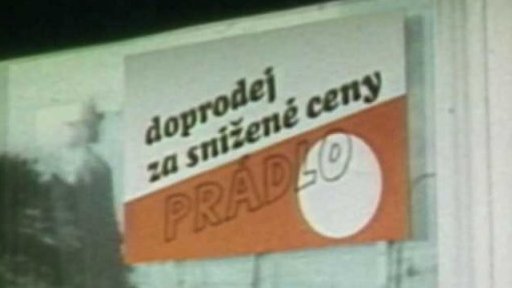 doprodej
za snížené ceny
PRÁDLO